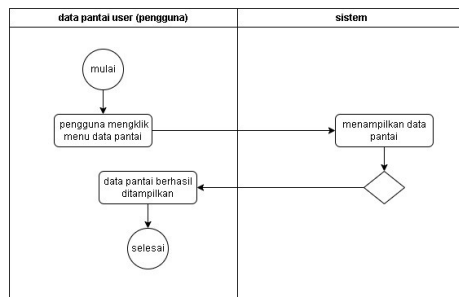 data pantai user (pengguna)
sistem
mulai
pengguna mengklik
menu data pantai
menampilkan data
pantai
data pantai berhasil
ditampilkan
selesai